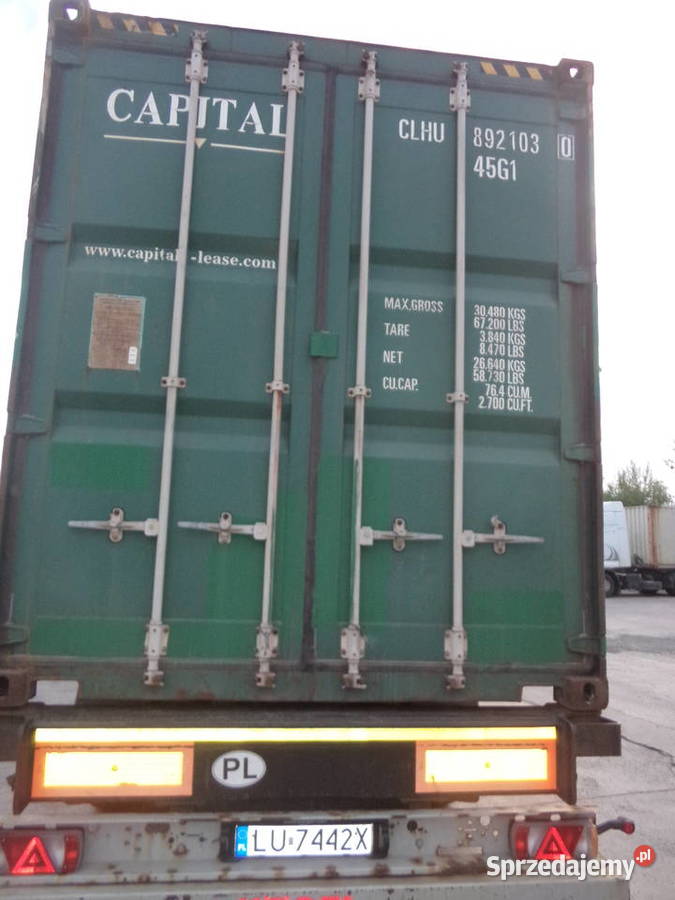 CAPITAL
CLHU 892103 0
45G1
www.capital-lease.com
MAX.GROSS 30.480 KGS
67.200 LBS
TARE 3.840 KGS
8.470 LBS
NET 26.640 KGS
58.730 LBS
CU.CAP. 76.4 CU.M.
2.700 CU.FT.
PL
PL LU 7442X
Sprzedajemy.pl